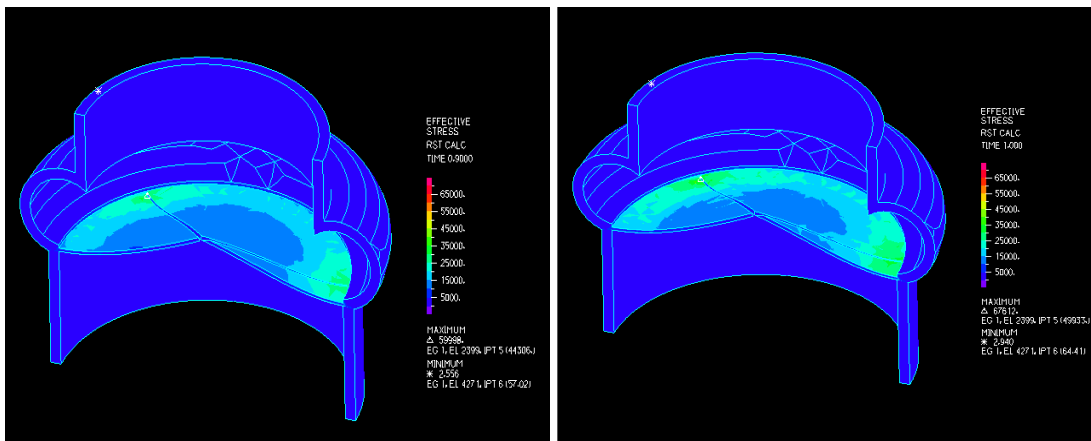 EFFECTIVE
STRESS
RST CALC
TIME 0.9000
65000.
55000.
45000.
35000.
25000.
15000.
5000.
MAXIMUM
△ 59998.
EG 1, EL 2399, IPT 5 (44306.)
MINIMUM
✳ 2.556
EG 1, EL 4271, IPT 6 (57.02)
EFFECTIVE
STRESS
RST CALC
TIME 1.000
65000.
55000.
45000.
35000.
25000.
15000.
5000.
MAXIMUM
△ 67612.
EG 1, EL 2399, IPT 5 (49933.)
MINIMUM
✳ 2.940
EG 1, EL 4271, IPT 6 (64.41)